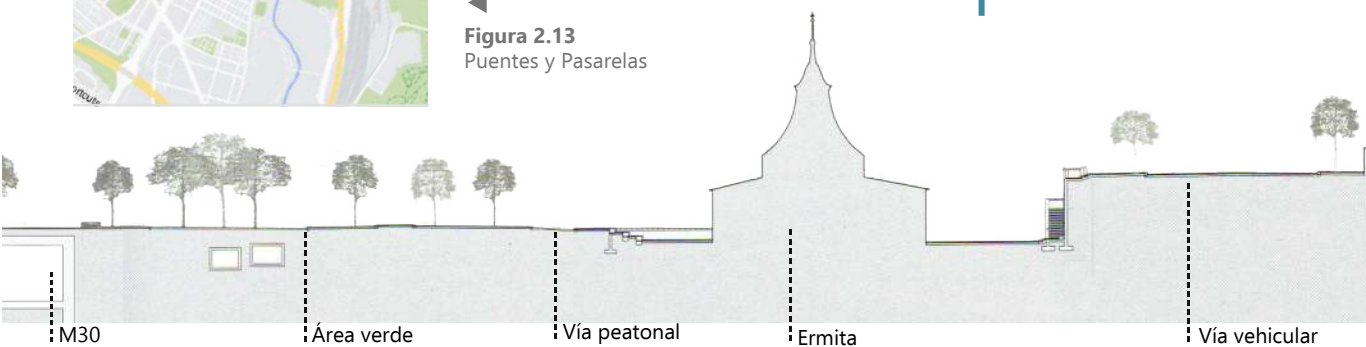 Figura 2.13
Puentes y Pasarelas
M30
Área verde
Vía peatonal
Ermita
Vía vehicular